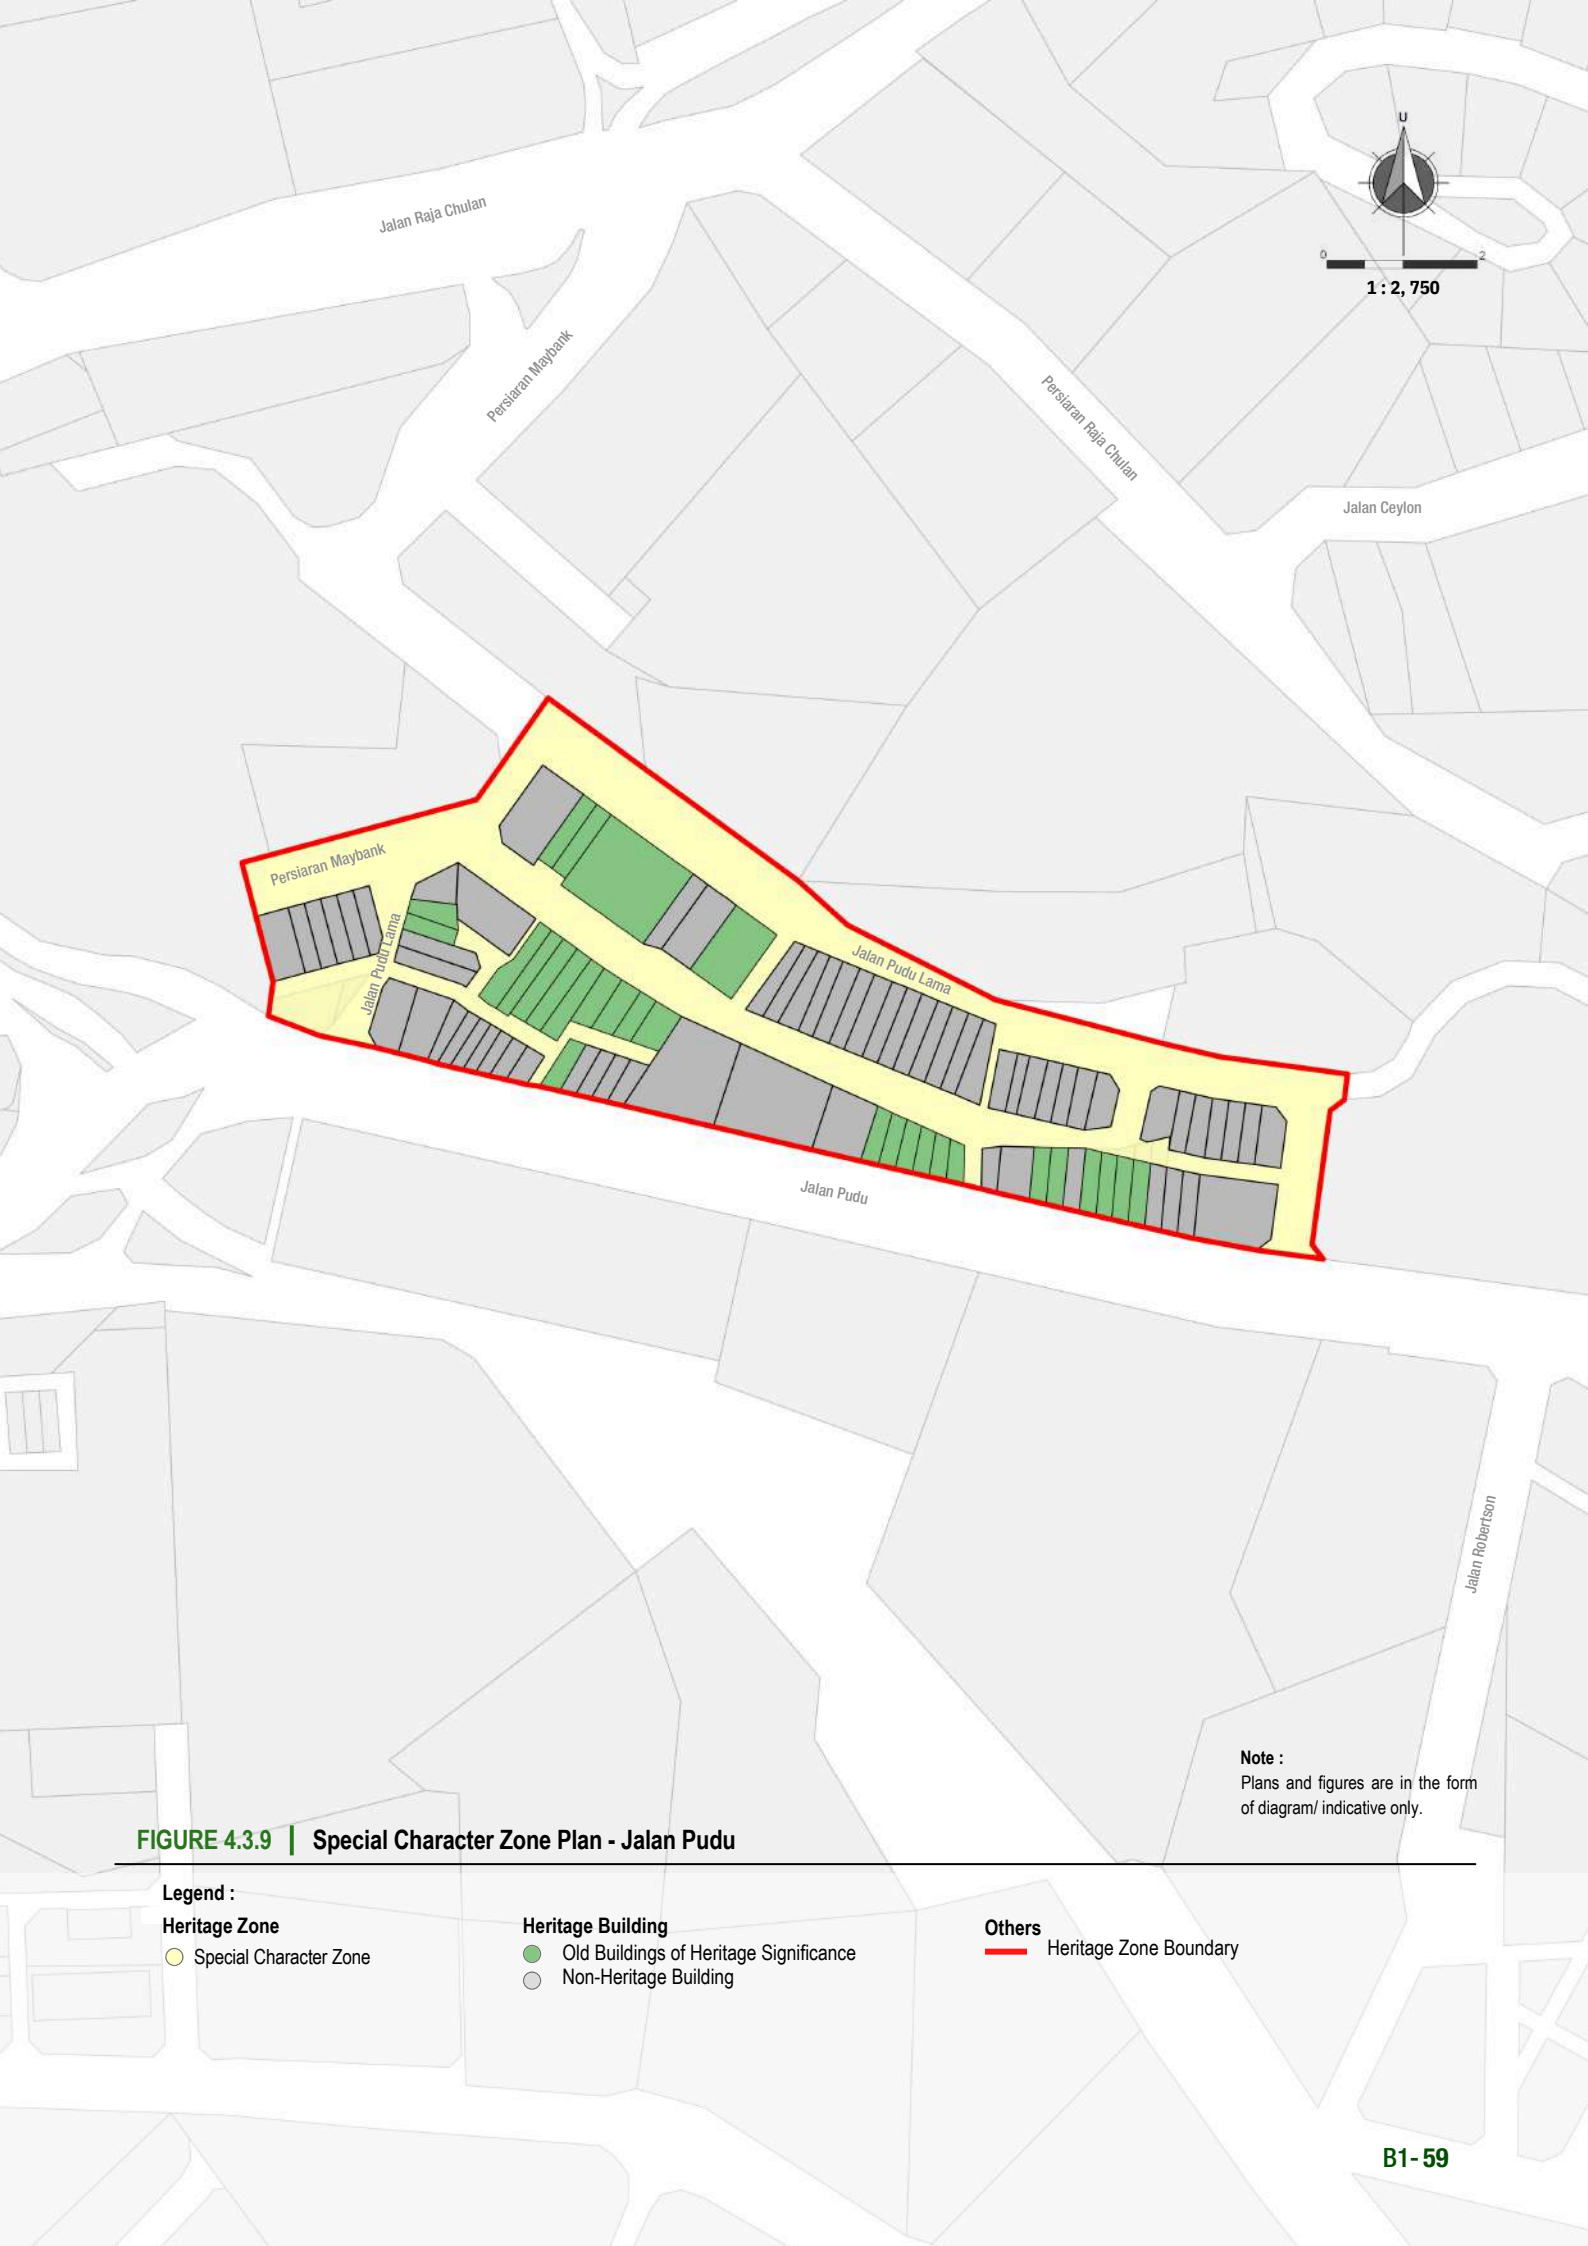 U
0 2
1 : 2, 750
Jalan Raja Chulan
Persiaran Maybank
Persiaran Raja Chulan
Jalan Ceylon
Persiaran Maybank
Jalan Pudu Lama
Jalan Pudu Lama
Jalan Pudu
Jalan Robertson
Note :
Plans and figures are in the form
of diagram/ indicative only.
FIGURE 4.3.9 | Special Character Zone Plan - Jalan Pudu
Legend :
Heritage Zone
Special Character Zone
Heritage Building
Old Buildings of Heritage Significance
Non-Heritage Building
Others
Heritage Zone Boundary
B1- 59